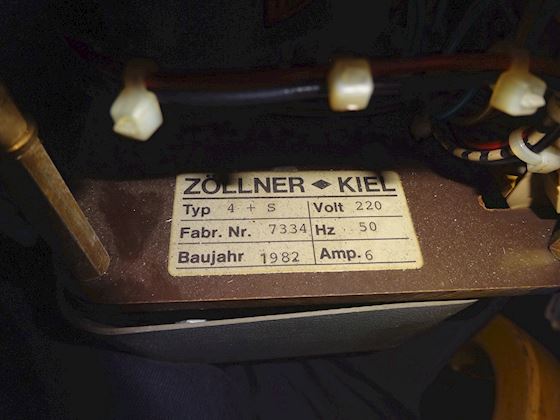 ZÖLLNER KIEL
Typ 4 + S Volt 220
Fabr. Nr. 7334 Hz 50
Baujahr 1982 Amp. 6